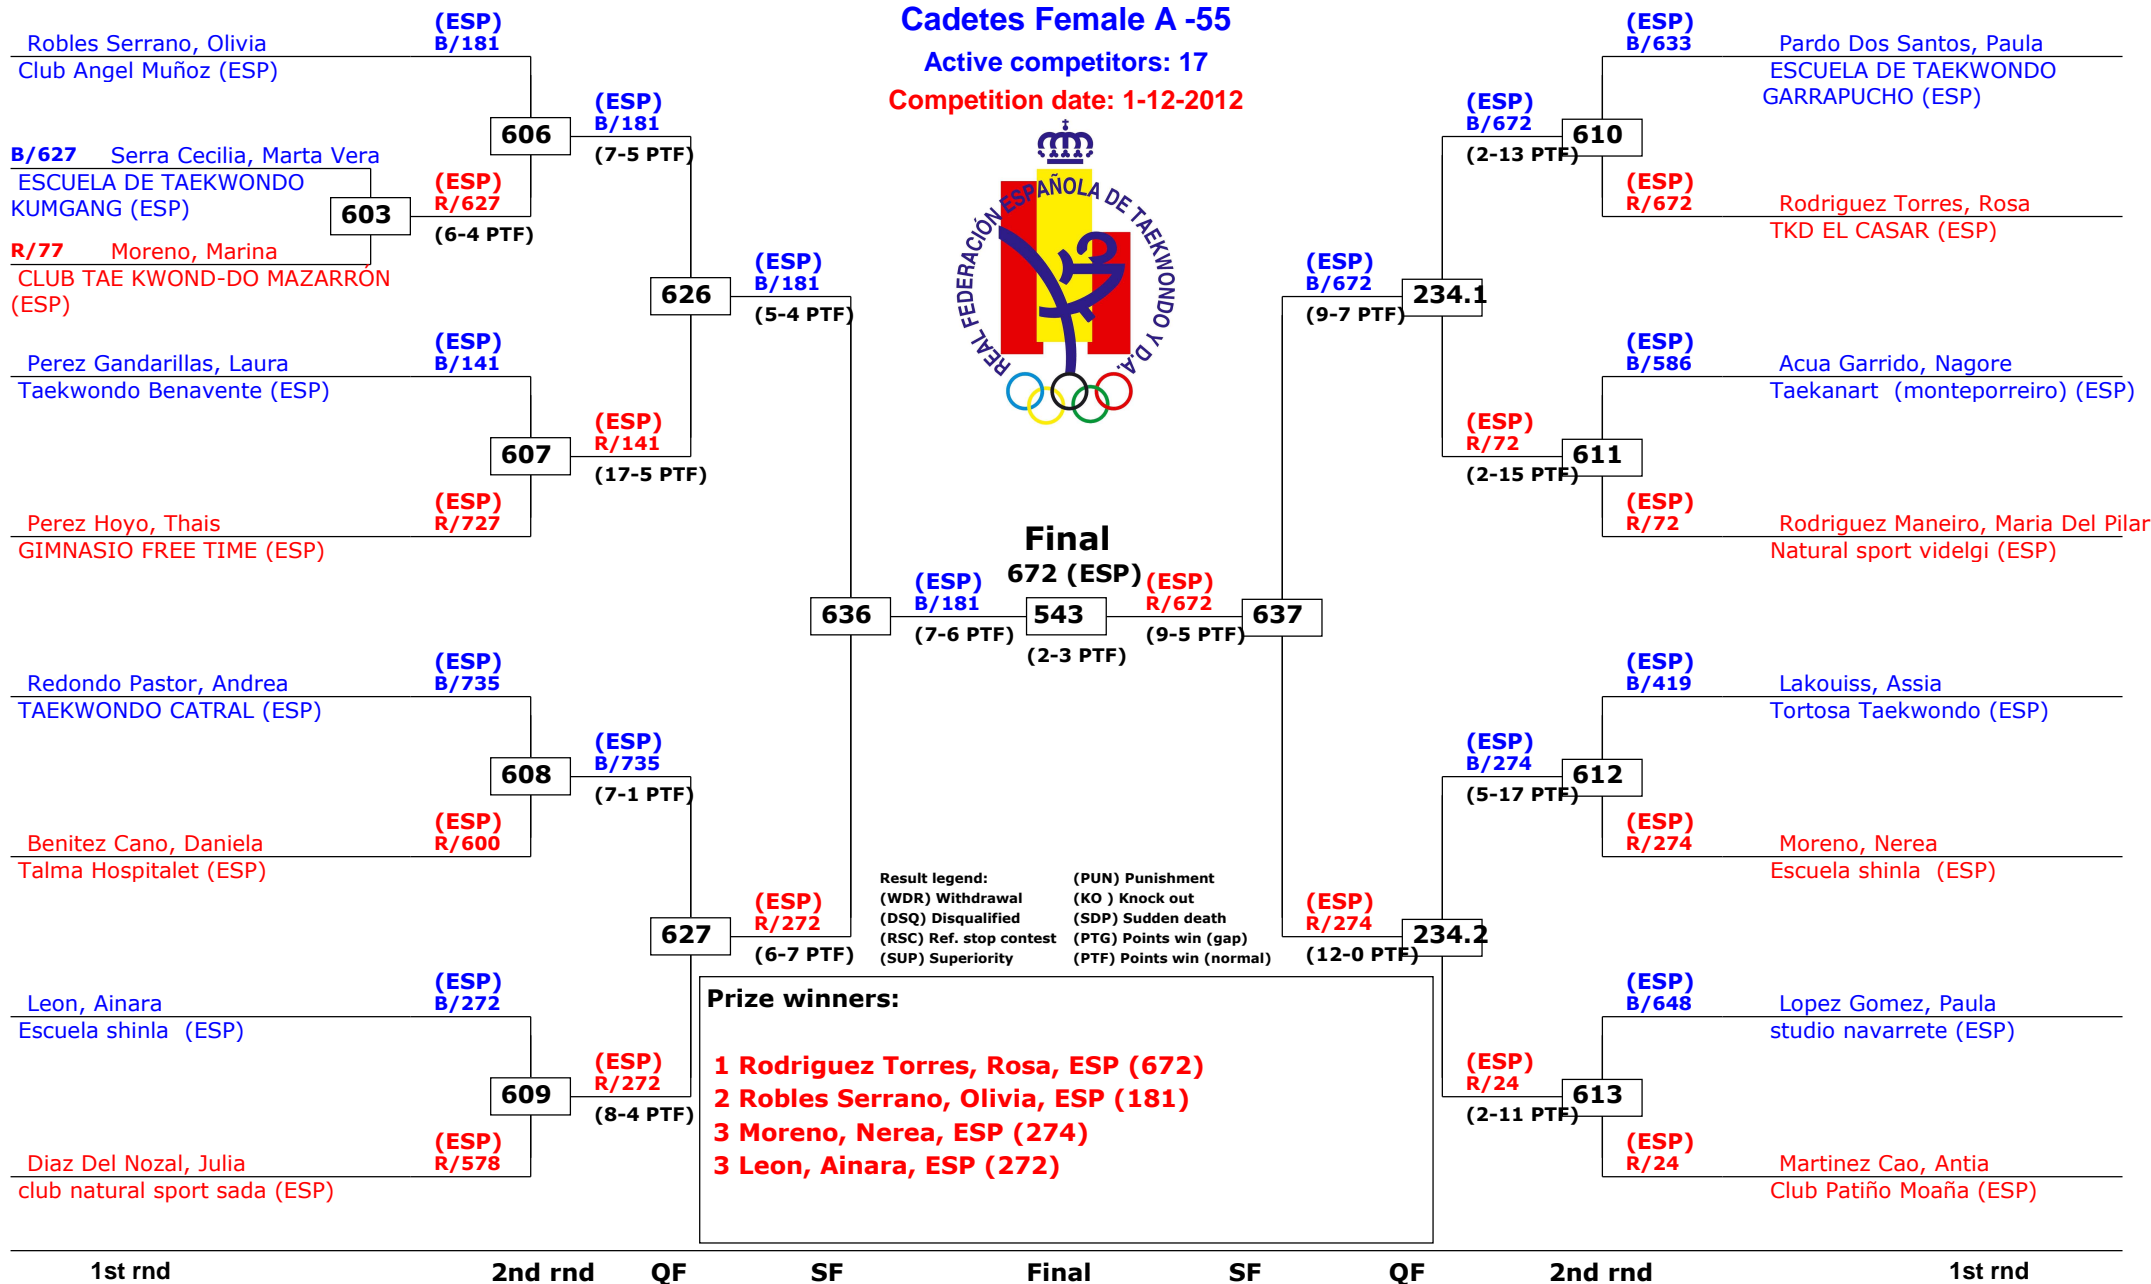 Cadetes Female A -55
Active competitors: 17
Competition date: 1-12-2012
REAL FEDERACIÓN ESPAÑOLA DE TAEKWONDO Y D.A.
(ESP)
B/181
Robles Serrano, Olivia
Club Angel Muñoz (ESP)
606
(ESP)
B/181
(7-5 PTF)
B/627 Serra Cecilia, Marta Vera
ESCUELA DE TAEKWONDO
KUMGANG (ESP)
603
(ESP)
R/627
(6-4 PTF)
R/77 Moreno, Marina
CLUB TAE KWOND-DO MAZARRÓN
(ESP)
626
(ESP)
B/181
(5-4 PTF)
(ESP)
B/141
Perez Gandarillas, Laura
Taekwondo Benavente (ESP)
607
(ESP)
R/141
(17-5 PTF)
(ESP)
R/727
Perez Hoyo, Thais
GIMNASIO FREE TIME (ESP)
636
(ESP)
B/181
(7-6 PTF)
(ESP)
B/735
Redondo Pastor, Andrea
TAEKWONDO CATRAL (ESP)
608
(ESP)
B/735
(7-1 PTF)
(ESP)
R/600
Benitez Cano, Daniela
Talma Hospitalet (ESP)
627
(ESP)
R/272
(6-7 PTF)
(ESP)
B/272
Leon, Ainara
Escuela shinla (ESP)
609
(ESP)
R/272
(8-4 PTF)
(ESP)
R/578
Diaz Del Nozal, Julia
club natural sport sada (ESP)
Final
672 (ESP)
543
(2-3 PTF)
(ESP)
R/672
(9-5 PTF)
637
(ESP)
B/633
Pardo Dos Santos, Paula
ESCUELA DE TAEKWONDO
GARRAPUCHO (ESP)
(ESP)
B/672
(2-13 PTF)
610
(ESP)
R/672
Rodriguez Torres, Rosa
TKD EL CASAR (ESP)
(ESP)
B/672
(9-7 PTF)
234.1
(ESP)
B/586
Acua Garrido, Nagore
Taekanart (monteporreiro) (ESP)
(ESP)
R/72
(2-15 PTF)
611
(ESP)
R/72
Rodriguez Maneiro, Maria Del Pilar
Natural sport videlgi (ESP)
(ESP)
B/419
Lakouiss, Assia
Tortosa Taekwondo (ESP)
(ESP)
B/274
(5-17 PTF)
612
(ESP)
R/274
Moreno, Nerea
Escuela shinla (ESP)
(ESP)
R/274
(12-0 PTF)
234.2
(ESP)
B/648
Lopez Gomez, Paula
studio navarrete (ESP)
(ESP)
R/24
(2-11 PTF)
613
(ESP)
R/24
Martinez Cao, Antia
Club Patiño Moaña (ESP)
Result legend: (PUN) Punishment
(WDR) Withdrawal (KO ) Knock out
(DSQ) Disqualified (SDP) Sudden death
(RSC) Ref. stop contest (PTG) Points win (gap)
(SUP) Superiority (PTF) Points win (normal)
Prize winners:
1 Rodriguez Torres, Rosa, ESP (672)
2 Robles Serrano, Olivia, ESP (181)
3 Moreno, Nerea, ESP (274)
3 Leon, Ainara, ESP (272)
1st rnd 2nd rnd QF SF Final SF QF 2nd rnd 1st rnd